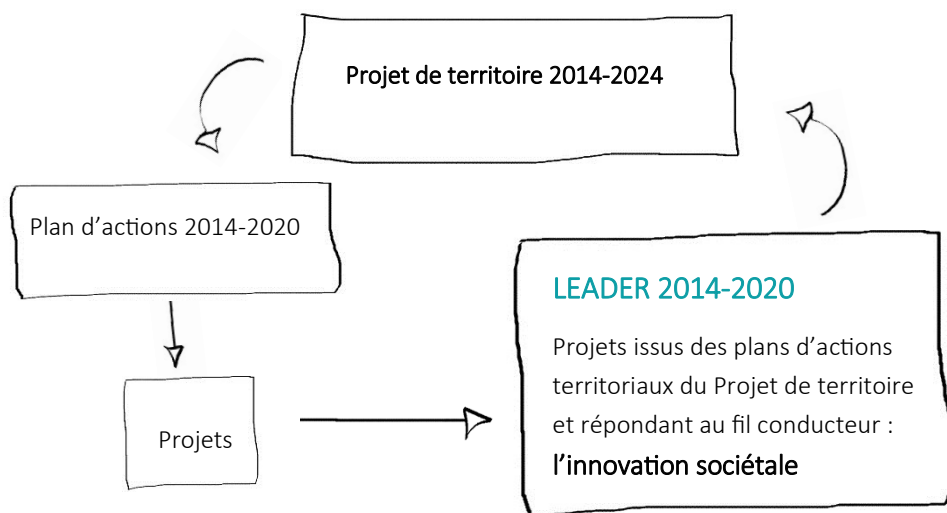 Projet de territoire 2014-2024
Plan d’actions 2014-2020
Projets
LEADER 2014-2020
Projets issus des plans d’actions
territoriaux du Projet de territoire
et répondant au fil conducteur :
l’innovation sociétale